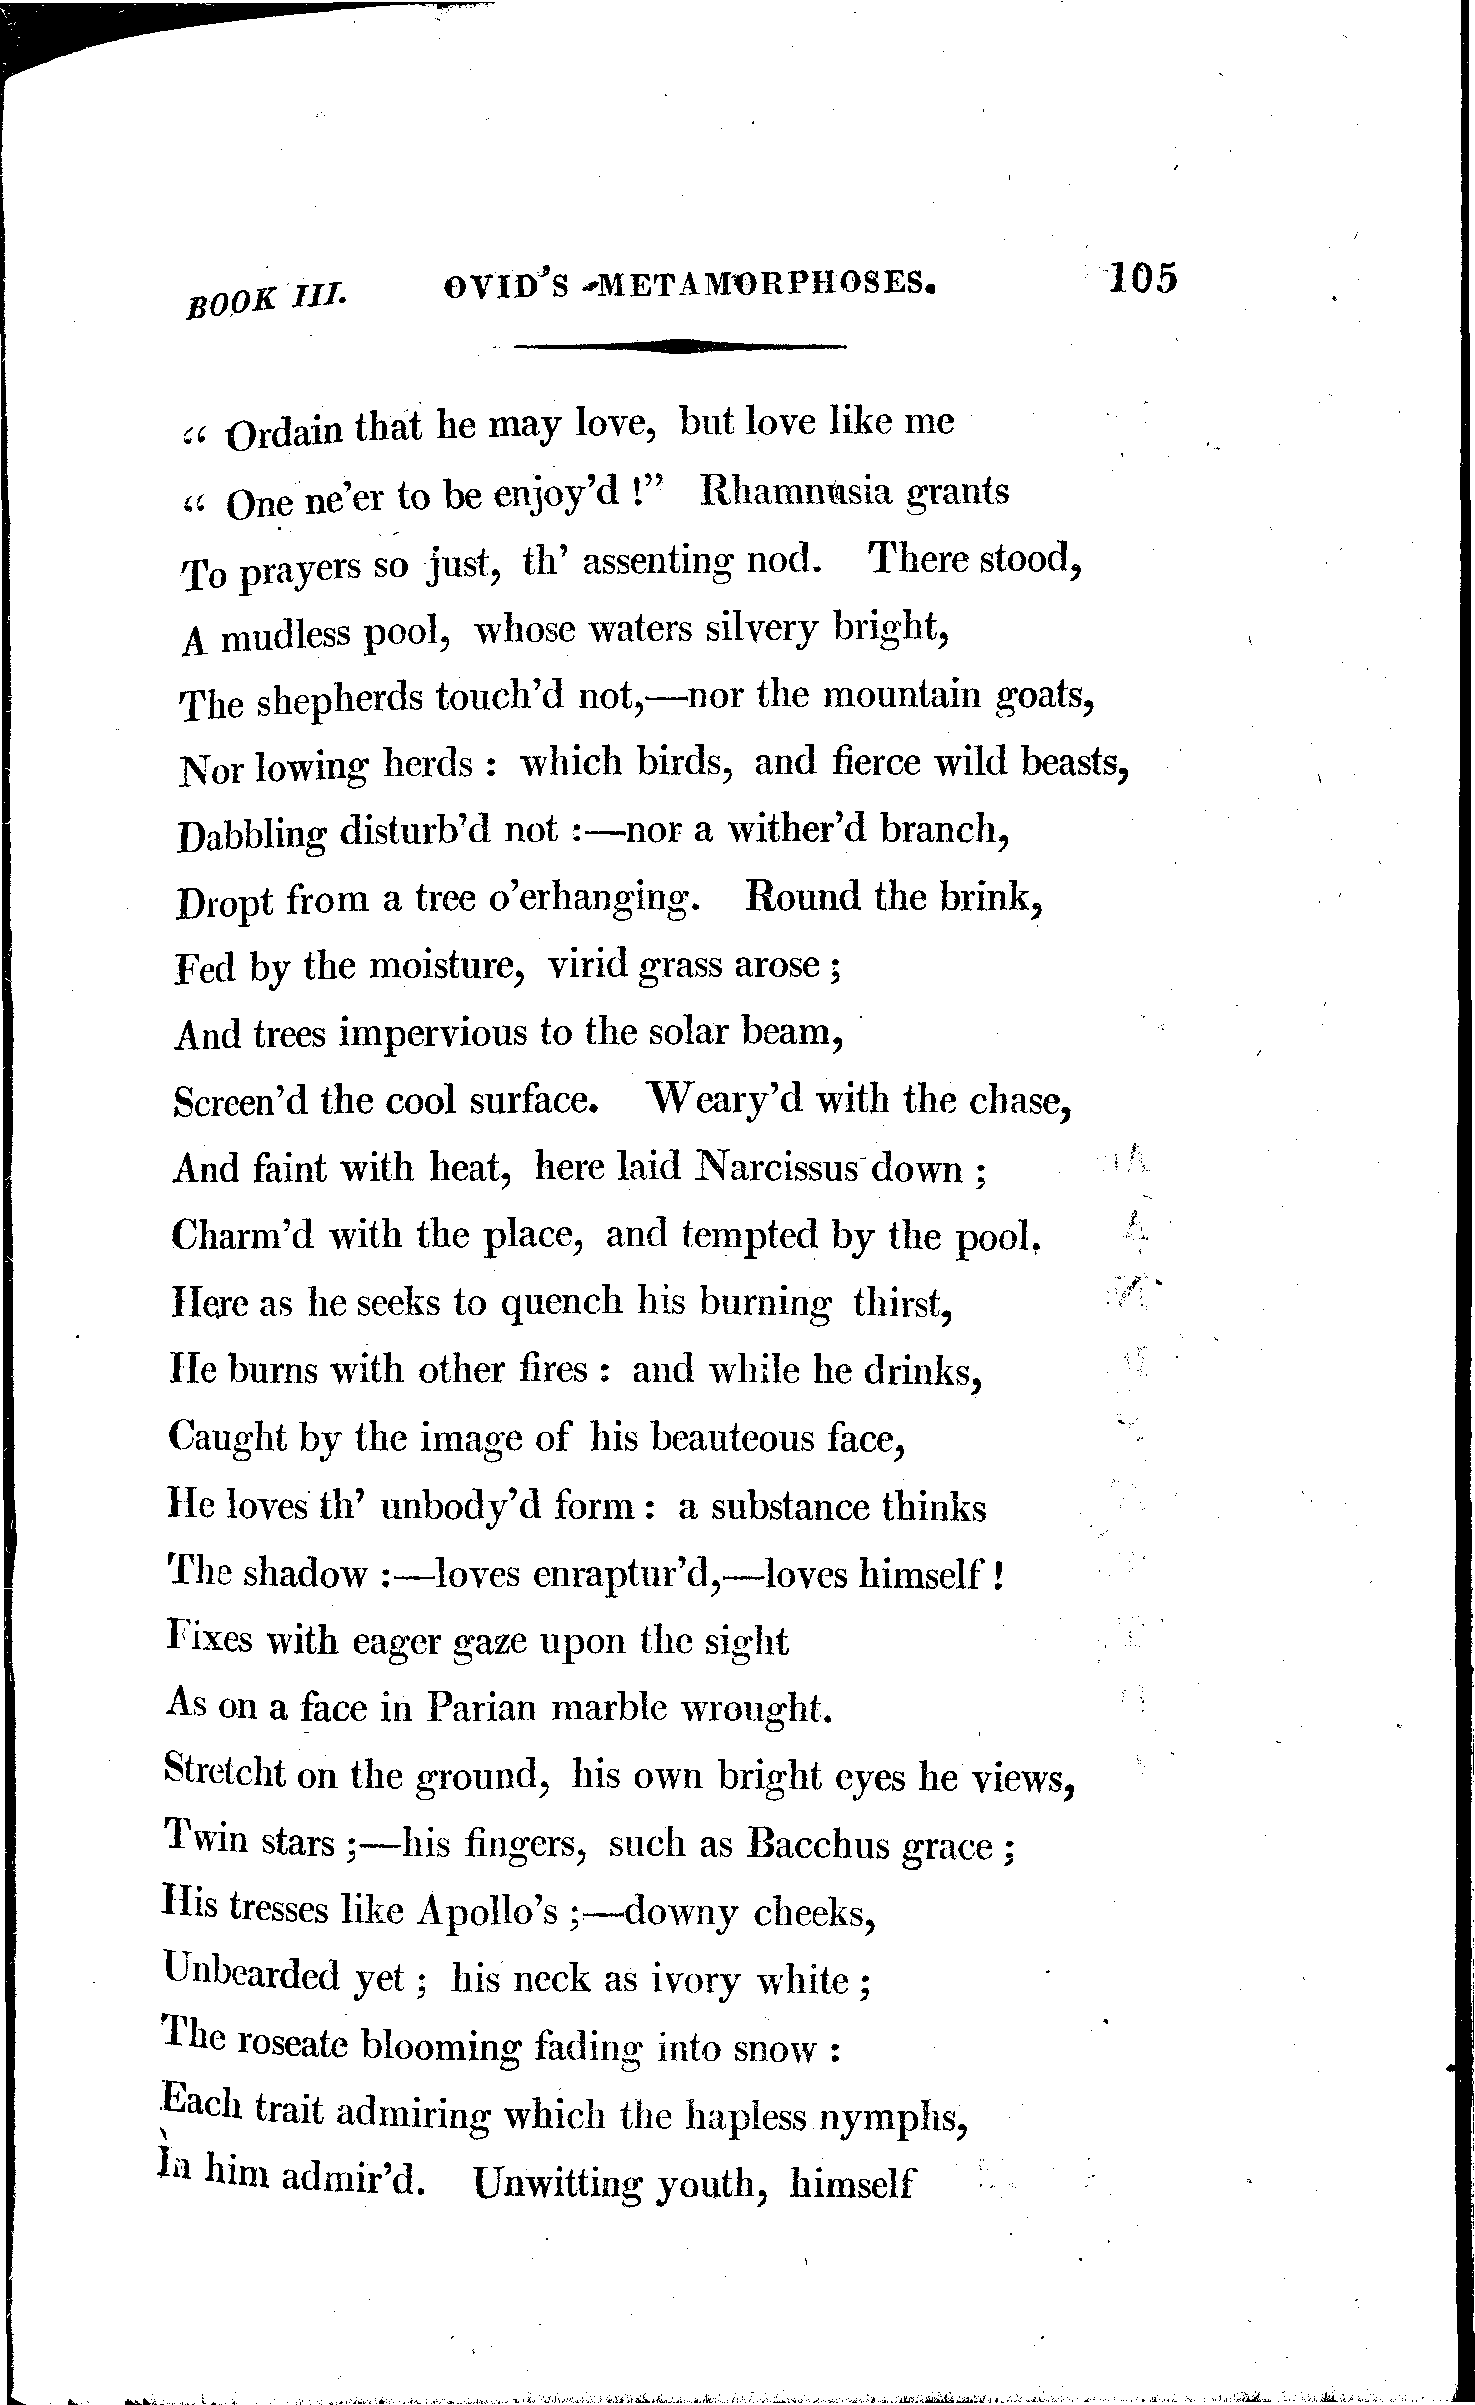 BOOK III. OVID'S METAMORPHOSES. 105
“ Ordain that he may love, but love like me
“ One ne'er to be enjoy'd !” Rhamnusia grants
To prayers so just, th' assenting nod. There stood,
A mudless pool, whose waters silvery bright,
The shepherds touch'd not,—nor the mountain goats,
Nor lowing herds : which birds, and fierce wild beasts,
Dabbling disturb'd not :—nor a wither'd branch,
Dropt from a tree o'erhanging. Round the brink,
Fed by the moisture, virid grass arose ;
And trees impervious to the solar beam,
Screen'd the cool surface. Weary'd with the chase,
And faint with heat, here laid Narcissus down ;
Charm'd with the place, and tempted by the pool.
Here as he seeks to quench his burning thirst,
He burns with other fires : and while he drinks,
Caught by the image of his beauteous face,
He loves th' unbody'd form : a substance thinks
The shadow :—loves enraptur'd,—loves himself !
Fixes with eager gaze upon the sight
As on a face in Parian marble wrought.
Stretcht on the ground, his own bright eyes he views,
Twin stars ;—his fingers, such as Bacchus grace ;
His tresses like Apollo's ;—downy cheeks,
Unbearded yet ; his neck as ivory white ;
The roseate blooming fading into snow :
Each trait admiring which the hapless nymphs,
In him admir'd. Unwitting youth, himself